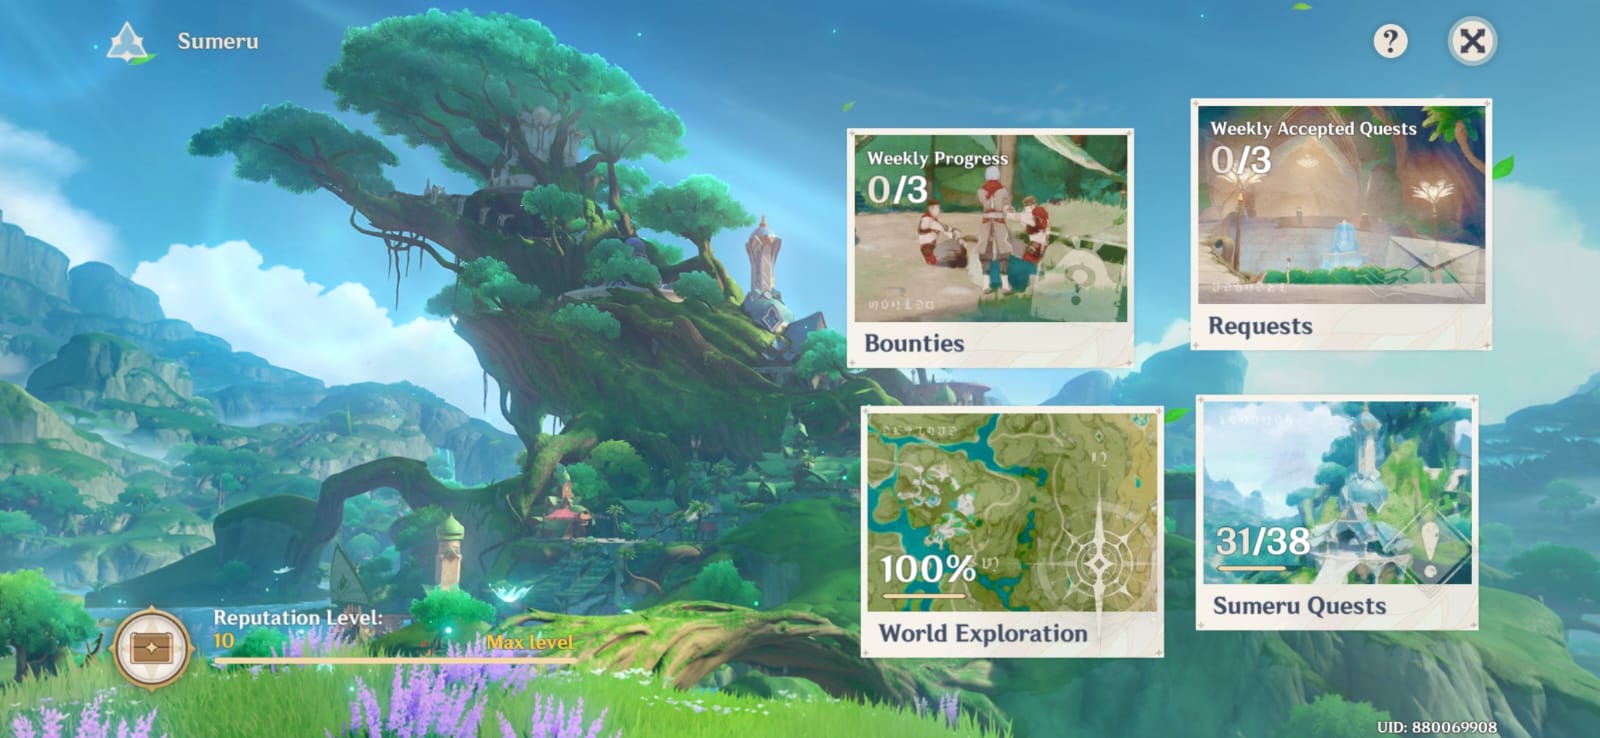 Sumeru
?
Weekly Progress
0/3
Bounties
Weekly Accepted Quests
0/3
Requests
100%
World Exploration
31/38
Sumeru Quests
Reputation Level:
10
Max level
UID: 880069908